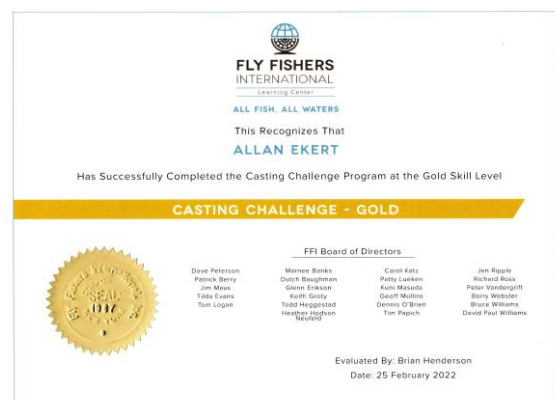 FLY FISHERS
INTERNATIONAL
Learning Center
ALL FISH, ALL WATERS
This Recognizes That
ALLAN EKERT
Has Successfully Completed the Casting Challenge Program at the Gold Skill Level
CASTING CHALLENGE - GOLD
FFI Board of Directors
Dave Peterson
Patrick Berry
Jim Maus
Tilda Evans
Tom Logan
Marnee Banks
Dutch Baughman
Glenn Erikson
Keith Groty
Todd Heggestad
Heather Hodson
Neufeld
Carol Katz
Patty Lueken
Kuni Masuda
Geoff Mullins
Dennis O'Brien
Tim Papich
Jen Ripple
Richard Ross
Peter Vandergrift
Barry Webster
Bruce Williams
David Paul Williams
SEAL
Evaluated By: Brian Henderson
Date: 25 February 2022